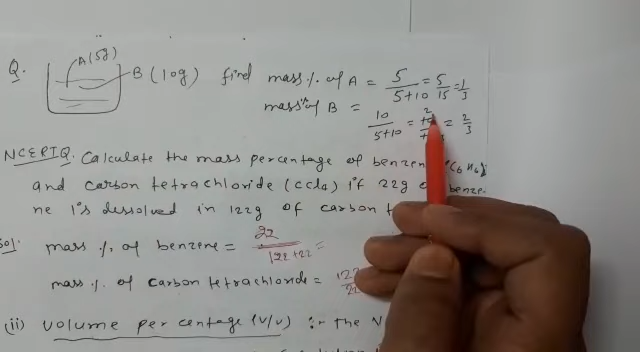 Q. A(5g) B (10g) find mass % of A = 5/5+10 = 5/15 = 1/3
mass % of B = 10/5+10 = = 2/3
NCERT Q. Calculate the mass percentage of benzene (C6H6)
and carbon tetrachloride (CCl4) if 22g of benze-
ne is dissolved in 122g of carbon
Sol. mass % of benzene = 22/122+22 =
mass % of carbon tetrachloride =
(ii) volume percentage (V/V) :- The